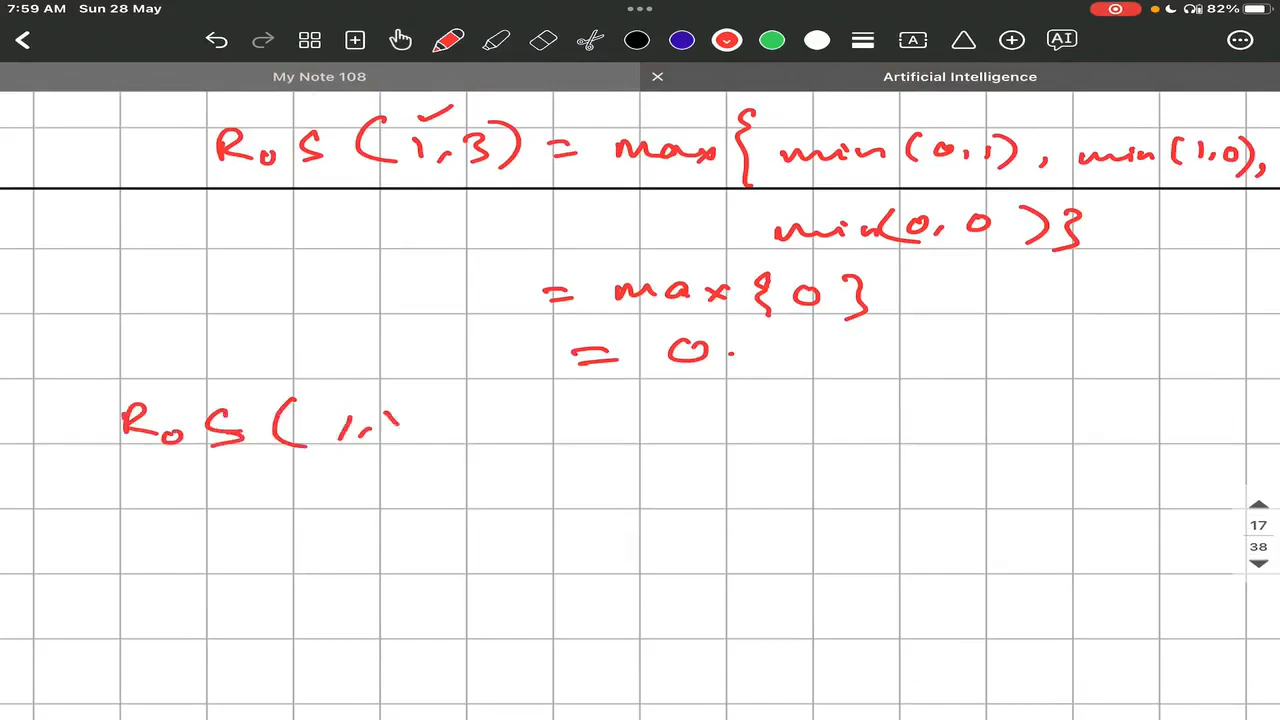 7:59 AM Sun 28 May 82%
My Note 108 Artificial Intelligence
R∘S (1,3) = max{ min(0,1), min(1,0),
min(0,0)}
= max{0}
= 0.
R∘S (1,
17
38